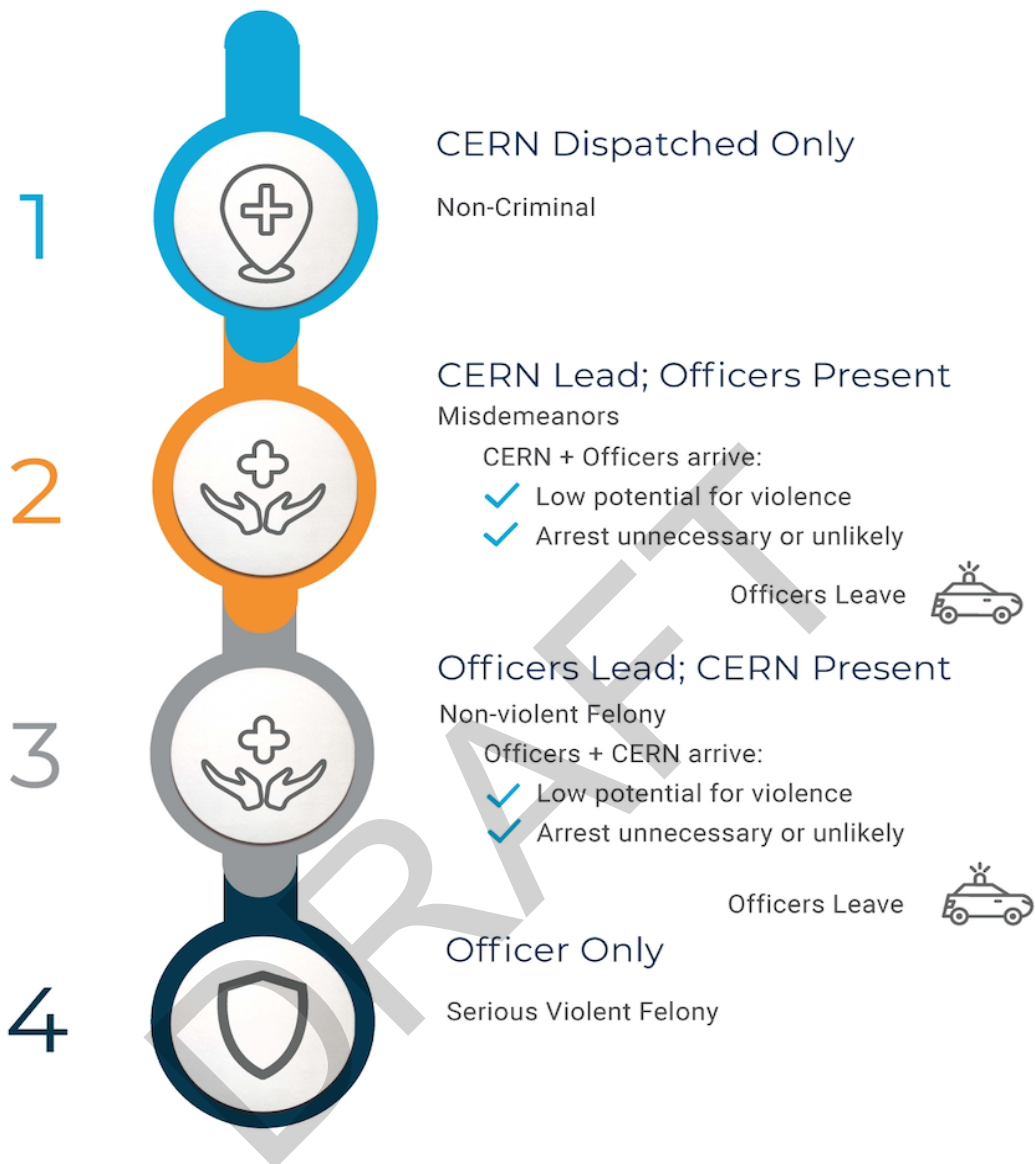 1
CERN Dispatched Only
Non-Criminal
2
CERN Lead; Officers Present
Misdemeanors
CERN + Officers arrive:
Low potential for violence
Arrest unnecessary or unlikely
Officers Leave
3
Officers Lead; CERN Present
Non-violent Felony
Officers + CERN arrive:
Low potential for violence
Arrest unnecessary or unlikely
Officers Leave
4
Officer Only
Serious Violent Felony
DRAFT